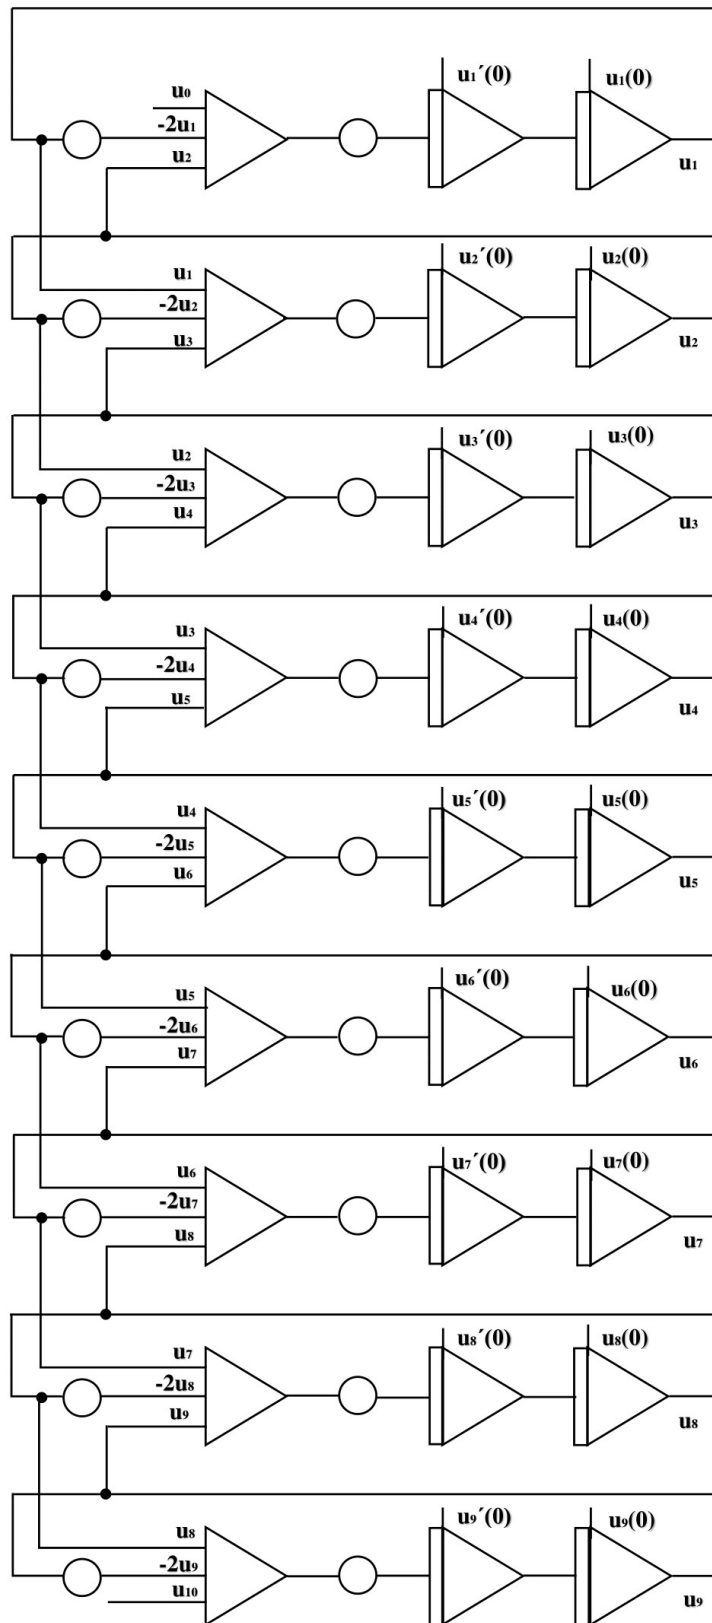 u₁´(0) u₁(0)
u₀
-2u₁
u₂
u₁
u₂´(0) u₂(0)
u₁
-2u₂
u₃
u₂
u₃´(0) u₃(0)
u₂
-2u₃
u₄
u₃
u₄´(0) u₄(0)
u₃
-2u₄
u₅
u₄
u₅´(0) u₅(0)
u₄
-2u₅
u₆
u₅
u₆´(0) u₆(0)
u₅
-2u₆
u₇
u₆
u₇´(0) u₇(0)
u₆
-2u₇
u₈
u₇
u₈´(0) u₈(0)
u₇
-2u₈
u₉
u₈
u₉´(0) u₉(0)
u₈
-2u₉
u₁₀
u₉